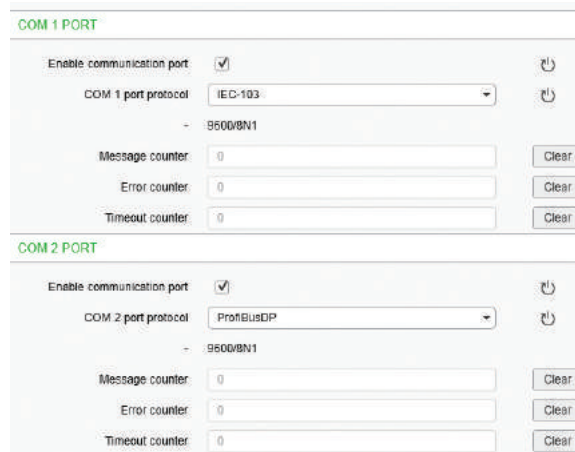 COM 1 PORT
Enable communication port
COM 1 port protocol IEC-103
- 9600/8N1
Message counter 0 Clear
Error counter 0 Clear
Timeout counter 0 Clear
COM 2 PORT
Enable communication port
COM 2 port protocol ProfiBusDP
- 9600/8N1
Message counter 0 Clear
Error counter 0 Clear
Timeout counter 0 Clear